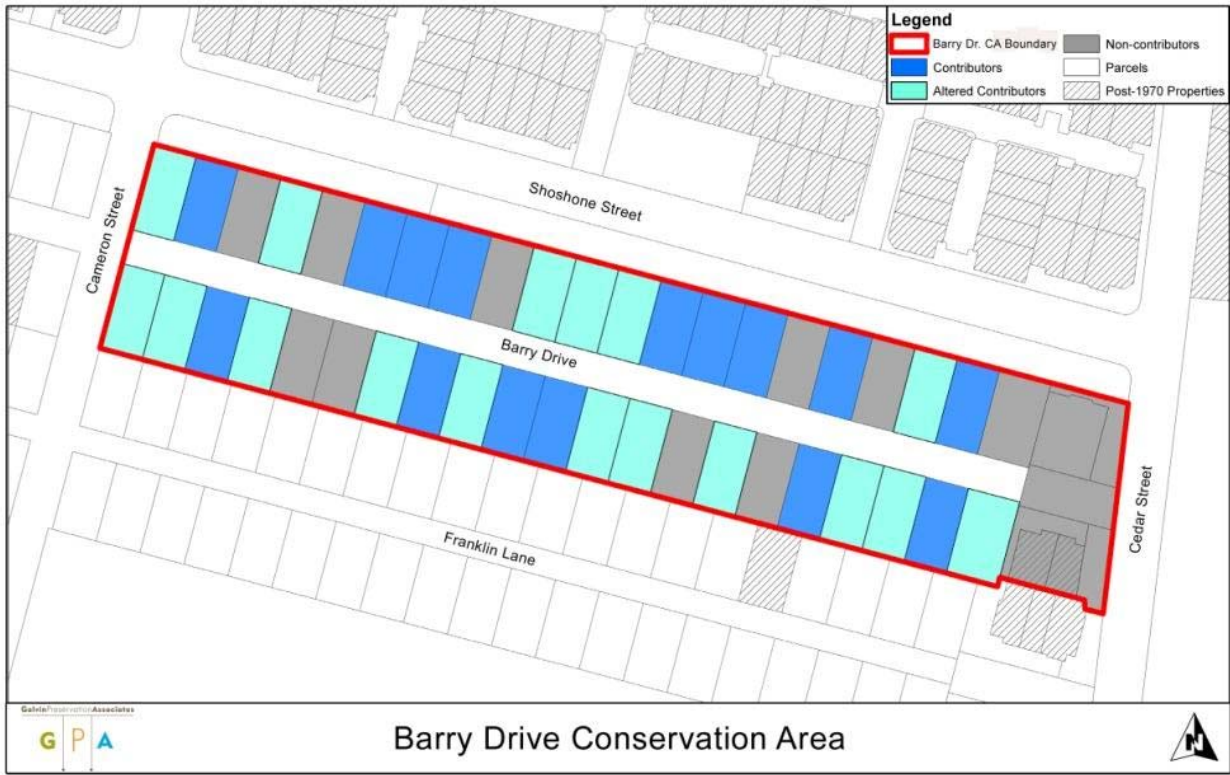 Legend
Barry Dr. CA Boundary
Non-contributors
Contributors
Parcels
Altered Contributors
Post-1970 Properties
Shoshone Street
Cameron Street
Barry Drive
Cedar Street
Franklin Lane
GalvinPreservationAssociates
G P A
Barry Drive Conservation Area
N